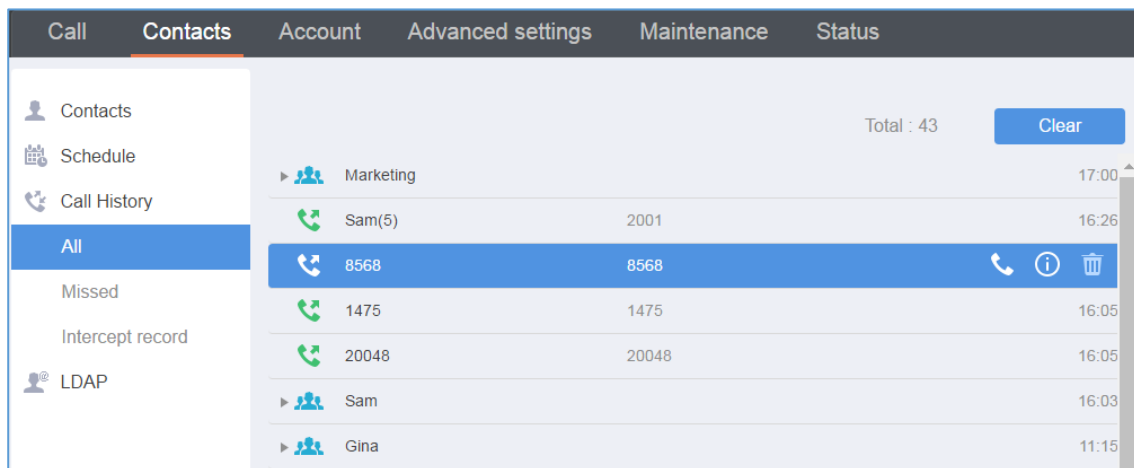 Call Contacts Account Advanced settings Maintenance Status
Contacts
Total : 43 Clear
Schedule
Marketing 17:00
Call History
Sam(5) 2001 16:26
All
8568 8568
Missed
1475 1475 16:05
Intercept record
20048 20048 16:05
LDAP
Sam 16:03
Gina 11:15